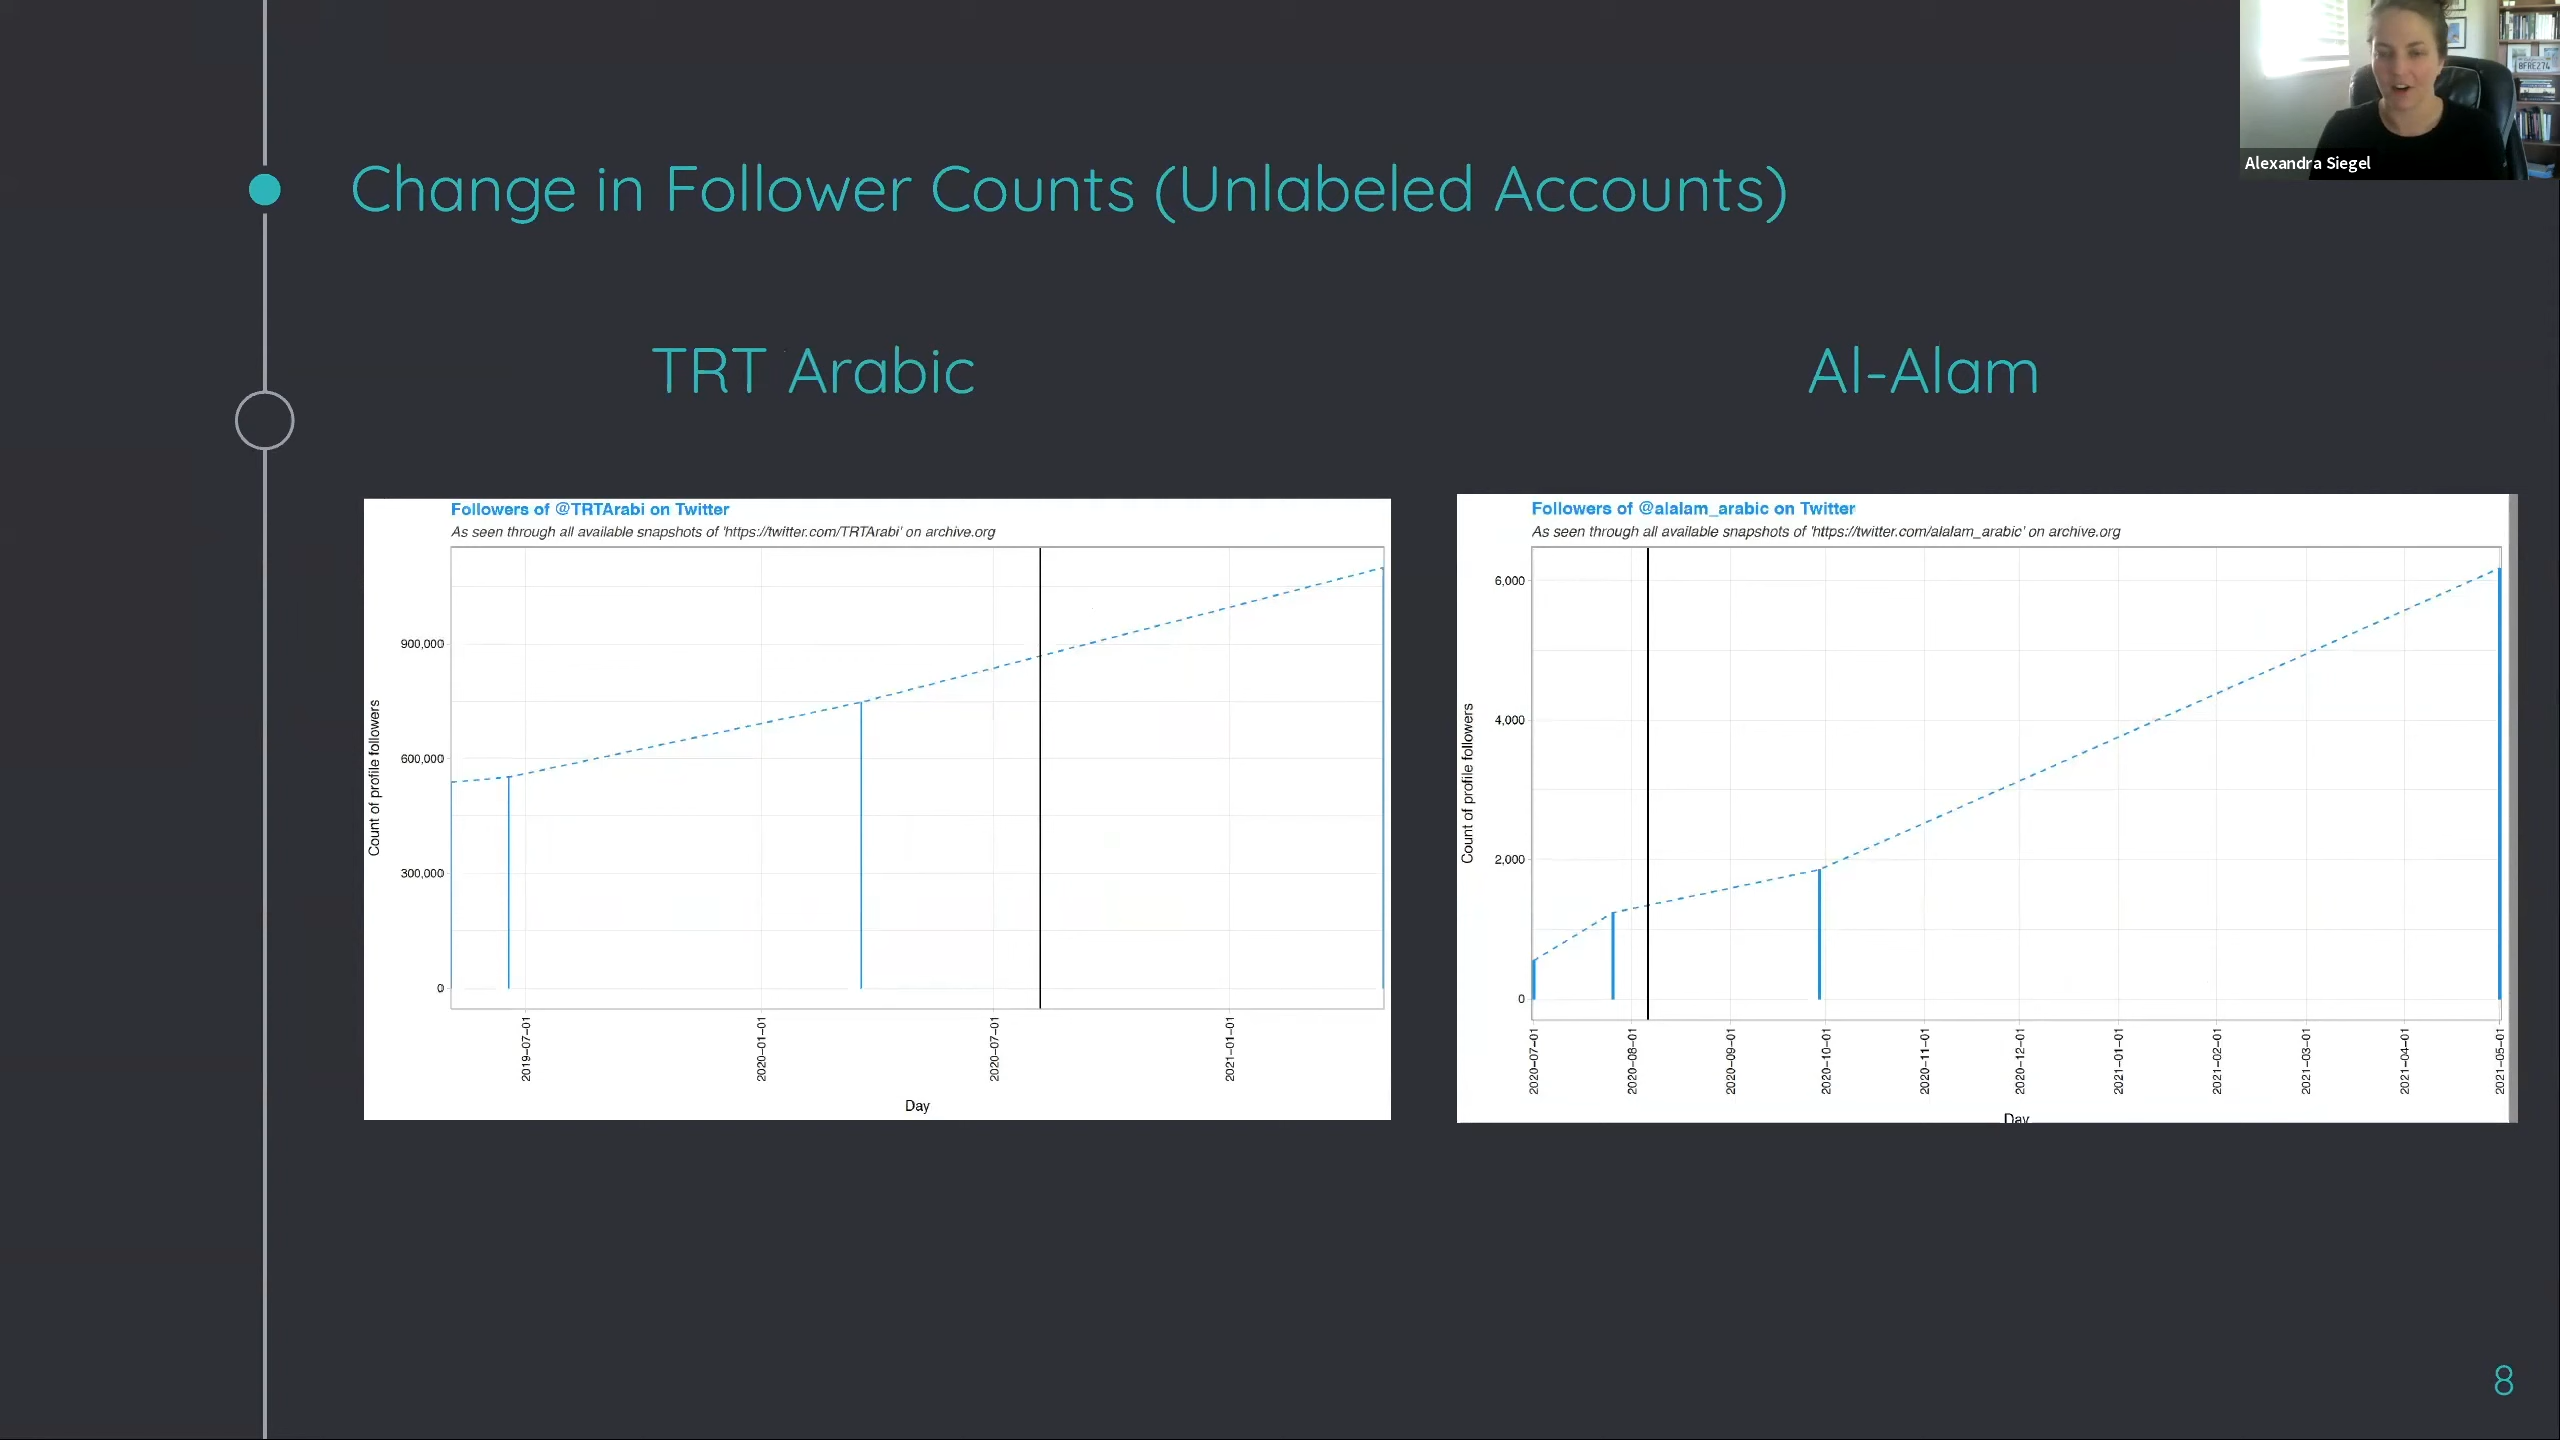 8FRE274
Alexandra Siegel
Change in Follower Counts (Unlabeled Accounts)
TRT Arabic
Al-Alam
Followers of @TRTArabi on Twitter
As seen through all available snapshots of 'https://twitter.com/TRTArabi' on archive.org
Count of profile followers
900,000
600,000
300,000
0
2019-07-01
2020-01-01
2020-07-01
2021-01-01
Day
Followers of @alalam_arabic on Twitter
As seen through all available snapshots of 'https://twitter.com/alalam_arabic' on archive.org
Count of profile followers
6,000
4,000
2,000
0
2020-07-01
2020-08-01
2020-09-01
2020-10-01
2020-11-01
2020-12-01
2021-01-01
2021-02-01
2021-03-01
2021-04-01
2021-05-01
Day
8